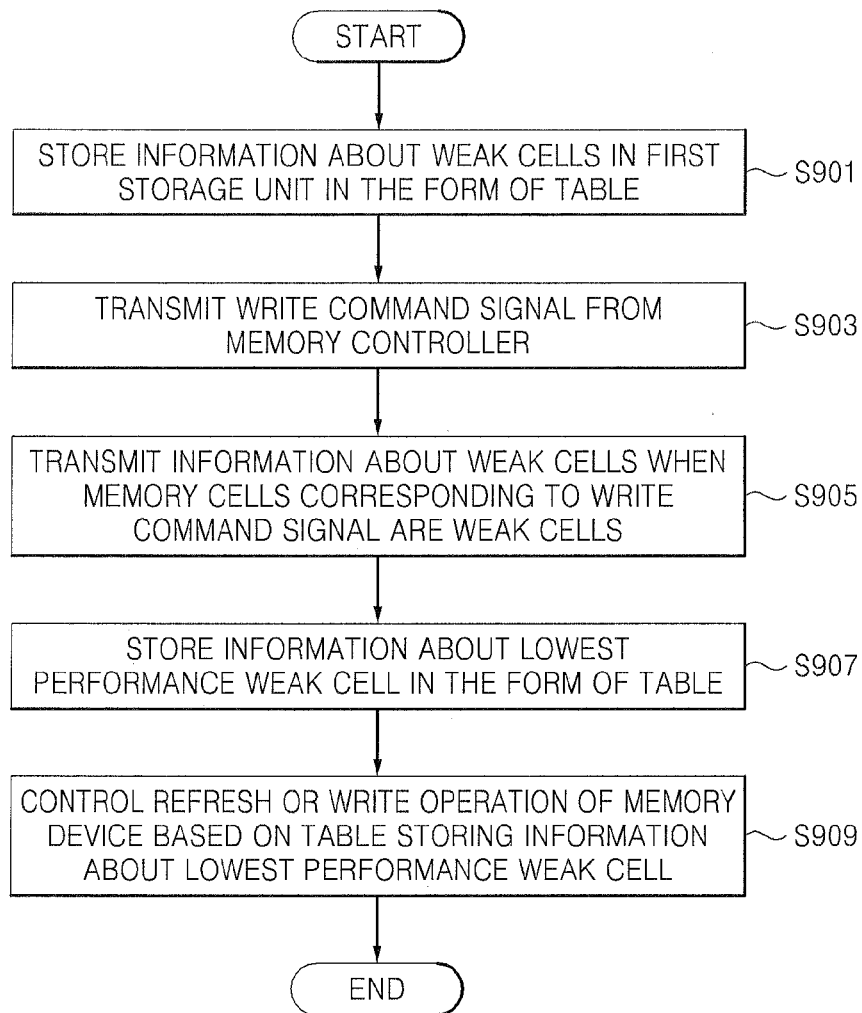 START
STORE INFORMATION ABOUT WEAK CELLS IN FIRST
STORAGE UNIT IN THE FORM OF TABLE
S901
TRANSMIT WRITE COMMAND SIGNAL FROM
MEMORY CONTROLLER
S903
TRANSMIT INFORMATION ABOUT WEAK CELLS WHEN
MEMORY CELLS CORRESPONDING TO WRITE
COMMAND SIGNAL ARE WEAK CELLS
S905
STORE INFORMATION ABOUT LOWEST
PERFORMANCE WEAK CELL IN THE FORM OF TABLE
S907
CONTROL REFRESH OR WRITE OPERATION OF MEMORY
DEVICE BASED ON TABLE STORING INFORMATION
ABOUT LOWEST PERFORMANCE WEAK CELL
S909
END